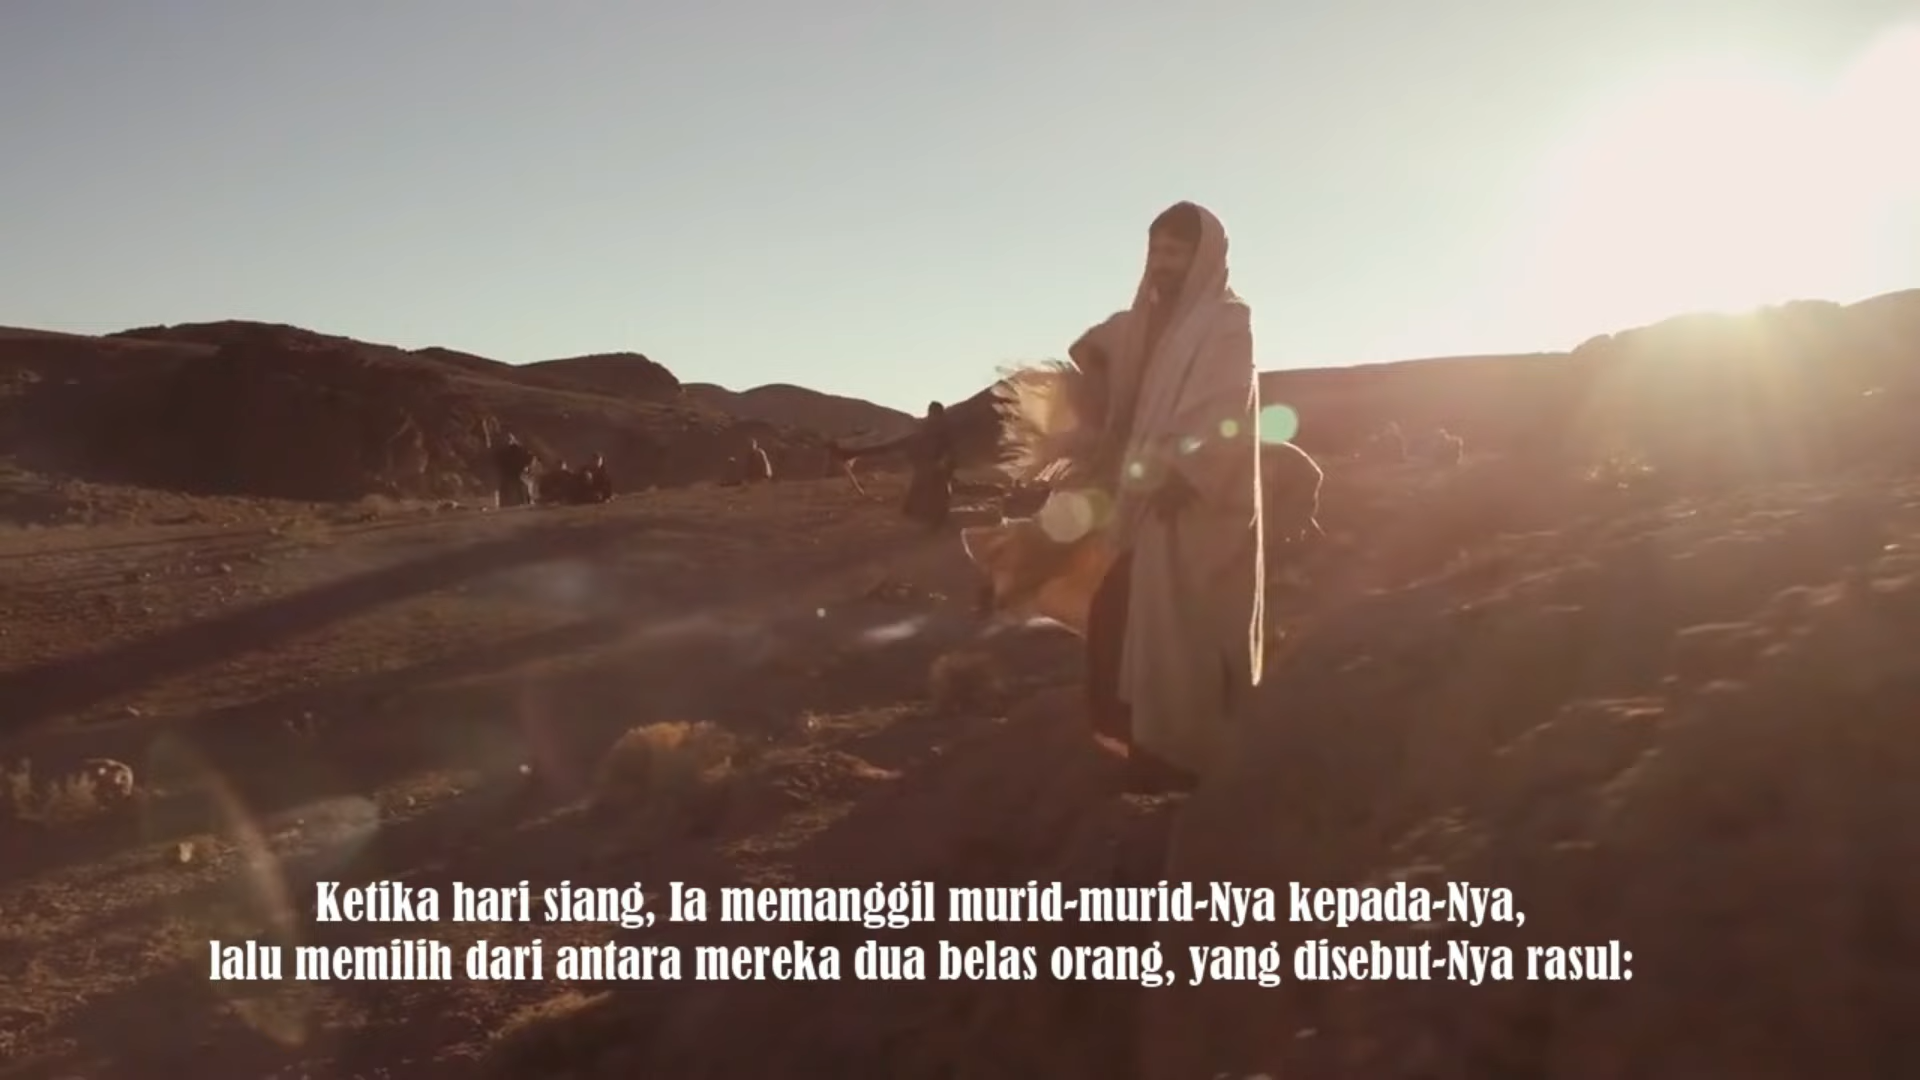 Ketika hari siang, Ia memanggil murid-murid-Nya kepada-Nya,
lalu memilih dari antara mereka dua belas orang, yang disebut-Nya rasul: